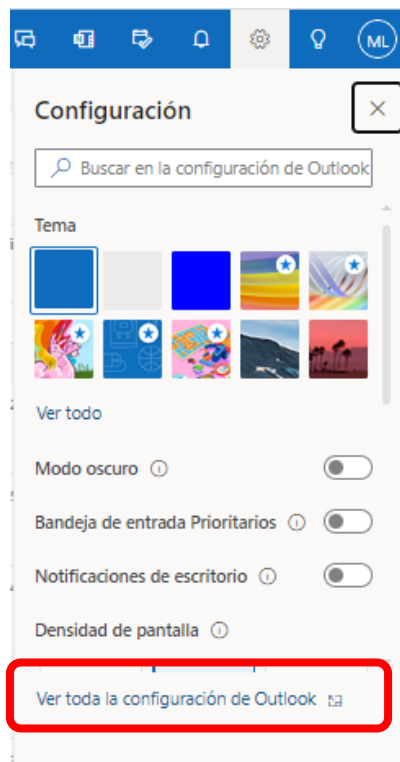 ML
Configuración
Buscar en la configuración de Outlook
Tema
Ver todo
Modo oscuro
Bandeja de entrada Prioritarios
Notificaciones de escritorio
Densidad de pantalla
Ver toda la configuración de Outlook